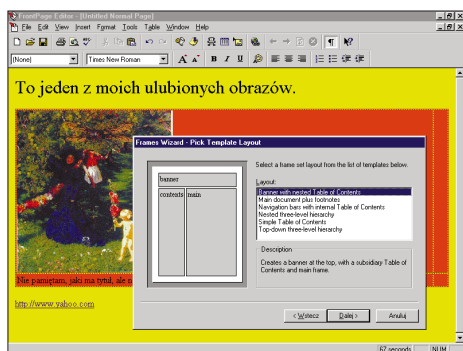 FrontPage Editor - [Untitled Normal Page]
File Edit View Insert Format Tools Table Window Help
(None) Times New Roman A A B I U
To jeden z moich ulubionych obrazów.
Frames Wizard - Pick Template Layout
Select a frame set layout from the list of templates below.
Layout:
Banner with nested Table of Contents
Main document plus footnotes
Navigation bars with internal Table of Contents
Nested three-level hierarchy
Simple Table of Contents
Top-down three-level hierarchy
banner
contents main
Description
Creates a banner at the top, with a subsidiary Table of
Contents and main frame.
< Wstecz Dalej > Anuluj
Nie pamiętam, jaki ma tytuł, ale n
http://www.yahoo.com
67 seconds NUM